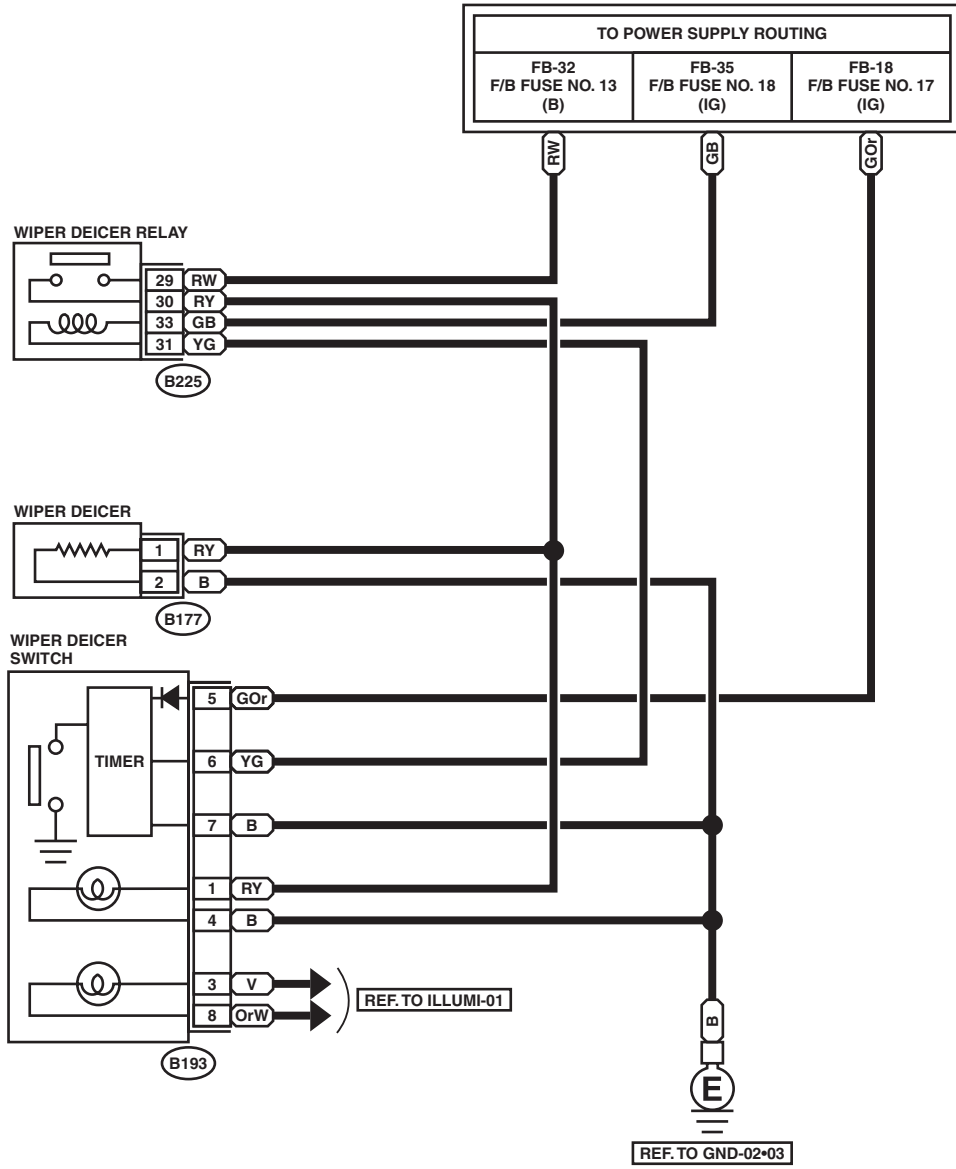 TO POWER SUPPLY ROUTING
FB-32
F/B FUSE NO. 13
(B)
FB-35
F/B FUSE NO. 18
(IG)
FB-18
F/B FUSE NO. 17
(IG)
RW
GB
GOr
WIPER DEICER RELAY
29 RW
30 RY
33 GB
31 YG
B225
WIPER DEICER
1 RY
2 B
B177
WIPER DEICER
SWITCH
TIMER
5 GOr
6 YG
7 B
1 RY
4 B
3 V
8 OrW
REF. TO ILLUMI-01
B193
B
E
REF. TO GND-02•03